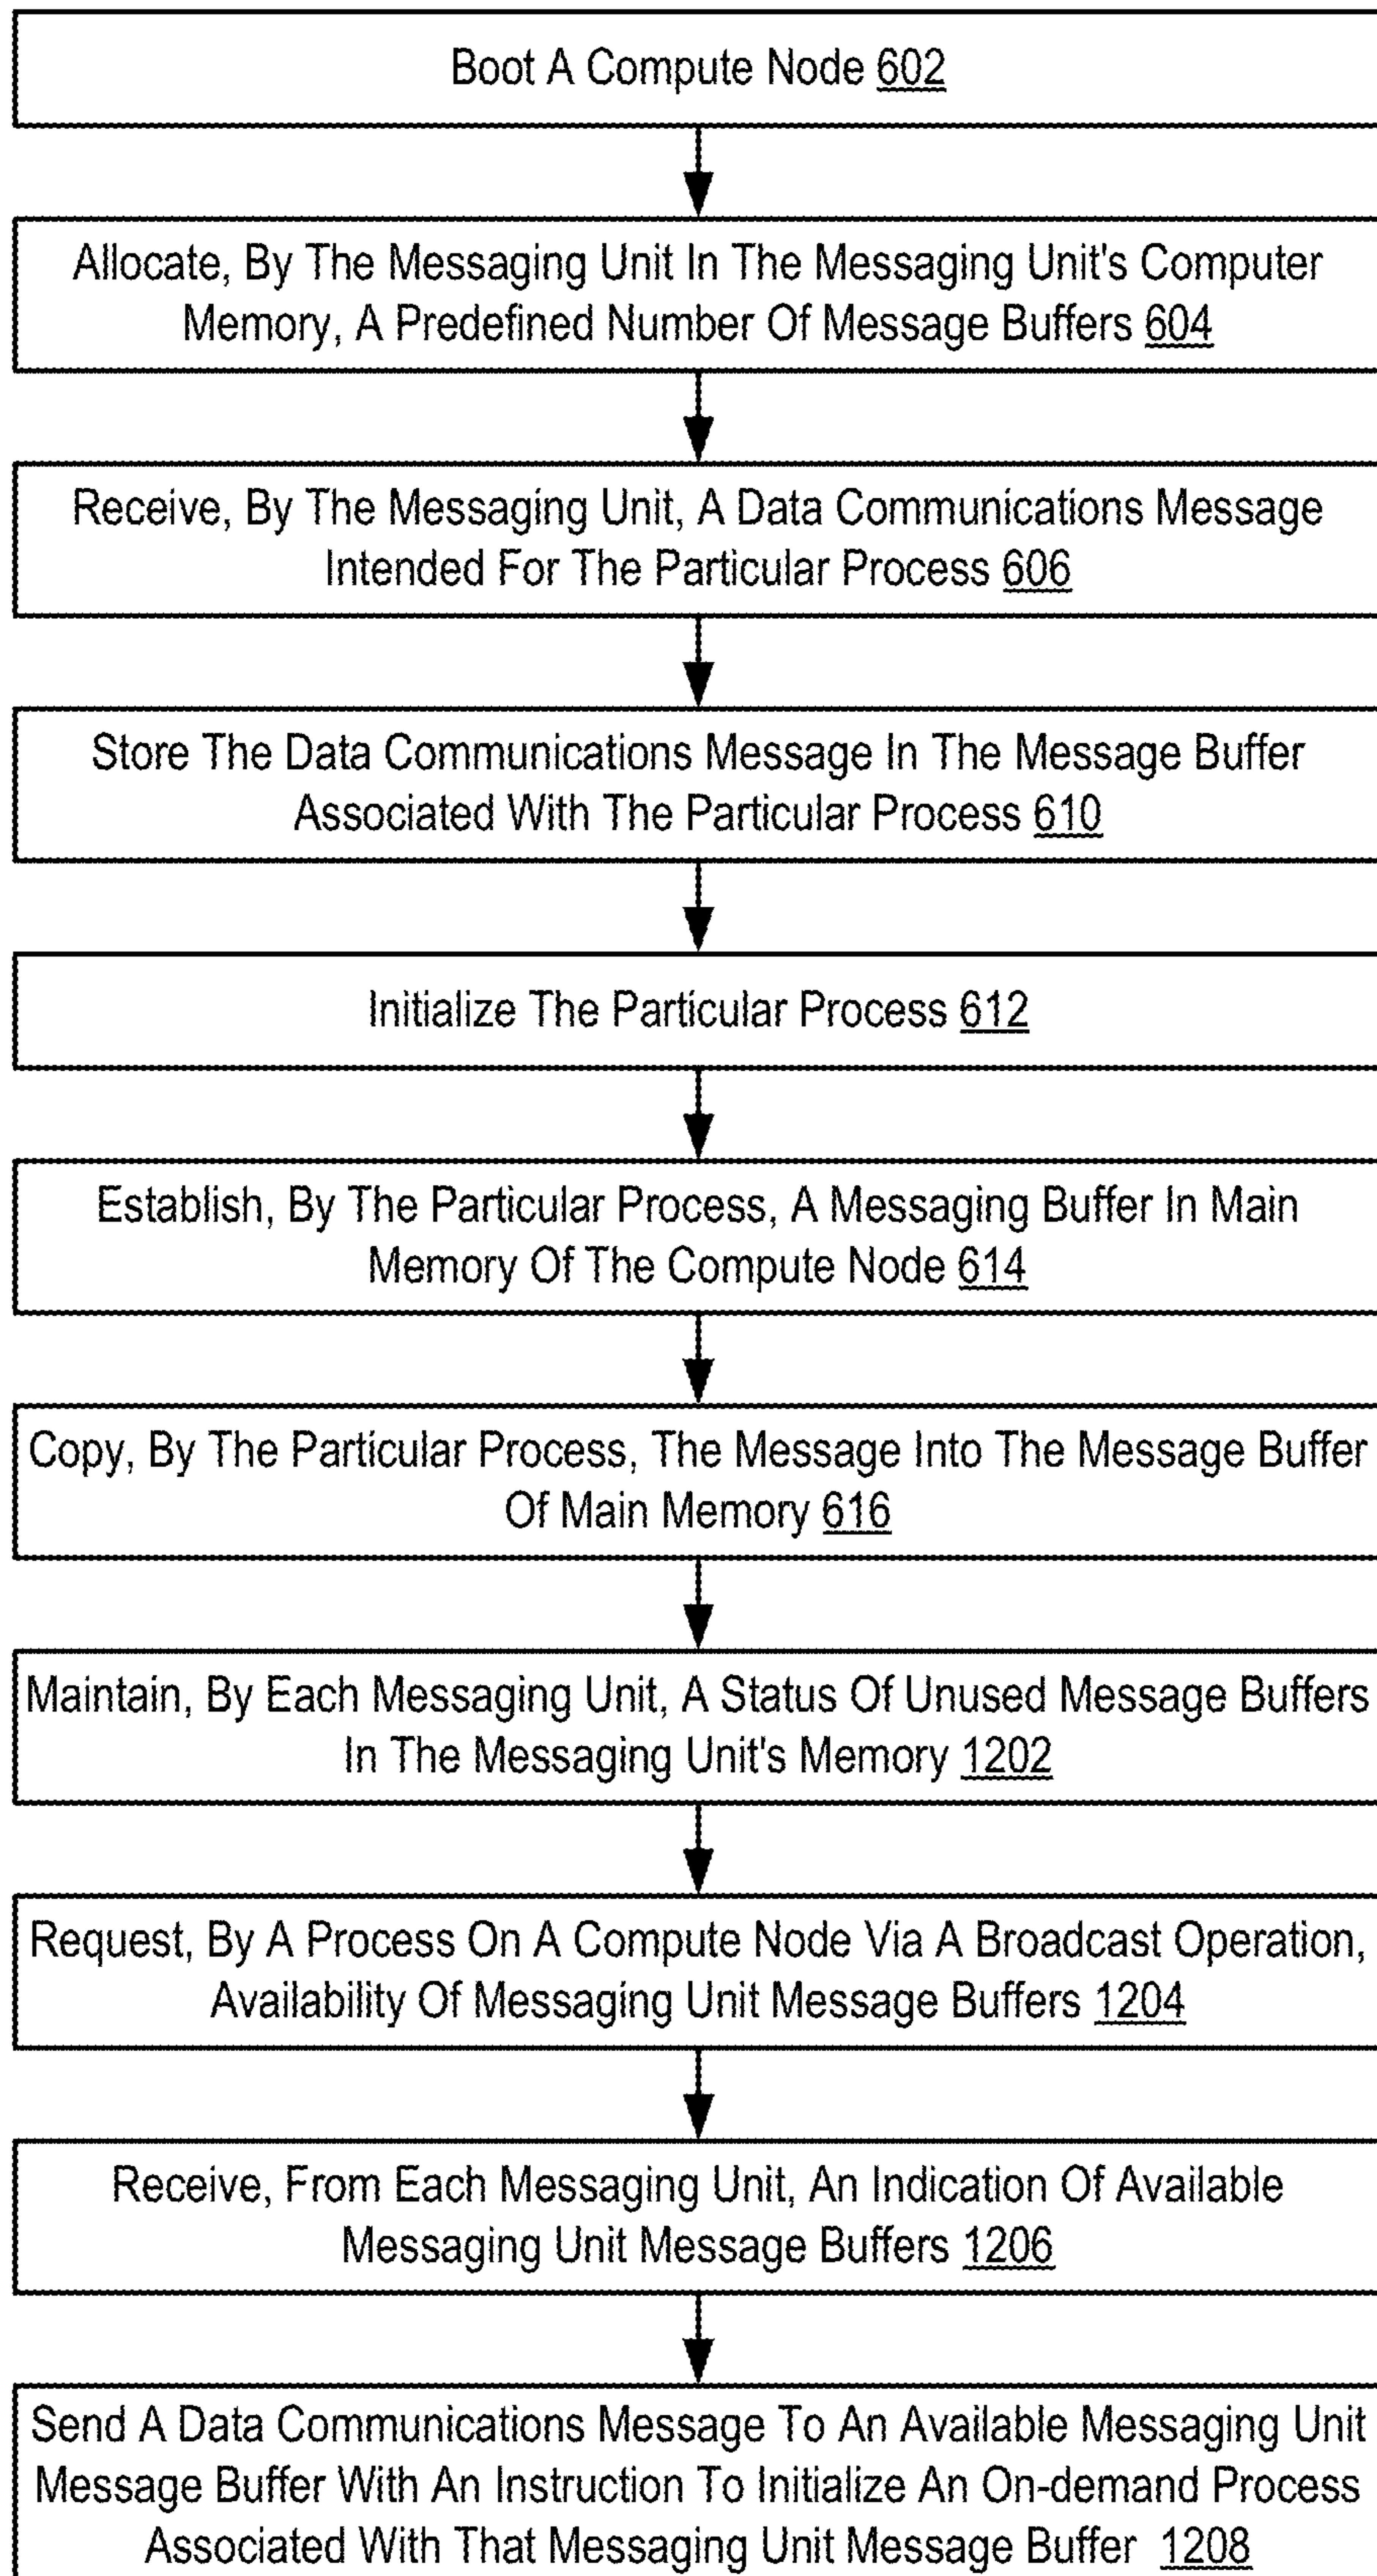 Boot A Compute Node 602
Allocate, By The Messaging Unit In The Messaging Unit's Computer
Memory, A Predefined Number Of Message Buffers 604
Receive, By The Messaging Unit, A Data Communications Message
Intended For The Particular Process 606
Store The Data Communications Message In The Message Buffer
Associated With The Particular Process 610
Initialize The Particular Process 612
Establish, By The Particular Process, A Messaging Buffer In Main
Memory Of The Compute Node 614
Copy, By The Particular Process, The Message Into The Message Buffer
Of Main Memory 616
Maintain, By Each Messaging Unit, A Status Of Unused Message Buffers
In The Messaging Unit's Memory 1202
Request, By A Process On A Compute Node Via A Broadcast Operation,
Availability Of Messaging Unit Message Buffers 1204
Receive, From Each Messaging Unit, An Indication Of Available
Messaging Unit Message Buffers 1206
Send A Data Communications Message To An Available Messaging Unit
Message Buffer With An Instruction To Initialize An On-demand Process
Associated With That Messaging Unit Message Buffer 1208